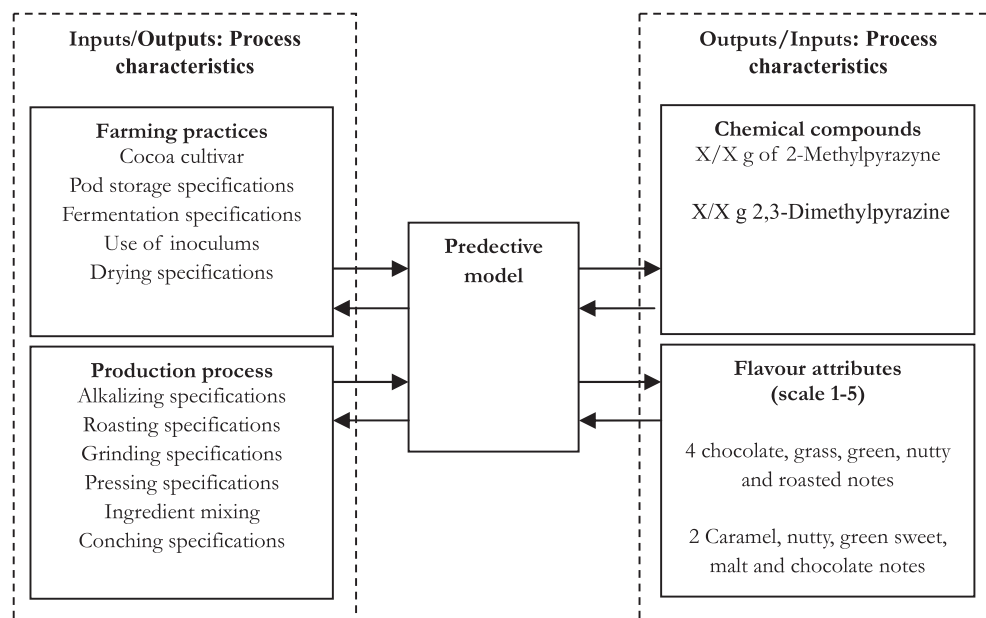 Inputs/Outputs: Process
characteristics
Farming practices
Cocoa cultivar
Pod storage specifications
Fermentation specifications
Use of inoculums
Drying specifications
Production process
Alkalizing specifications
Roasting specifications
Grinding specifications
Pressing specifications
Ingredient mixing
Conching specifications
Predective
model
Outputs/Inputs: Process
characteristics
Chemical compounds
X/X g of 2-Methylpyrazyne
X/X g 2,3-Dimethylpyrazine
Flavour attributes
(scale 1-5)
4 chocolate, grass, green, nutty
and roasted notes
2 Caramel, nutty, green sweet,
malt and chocolate notes